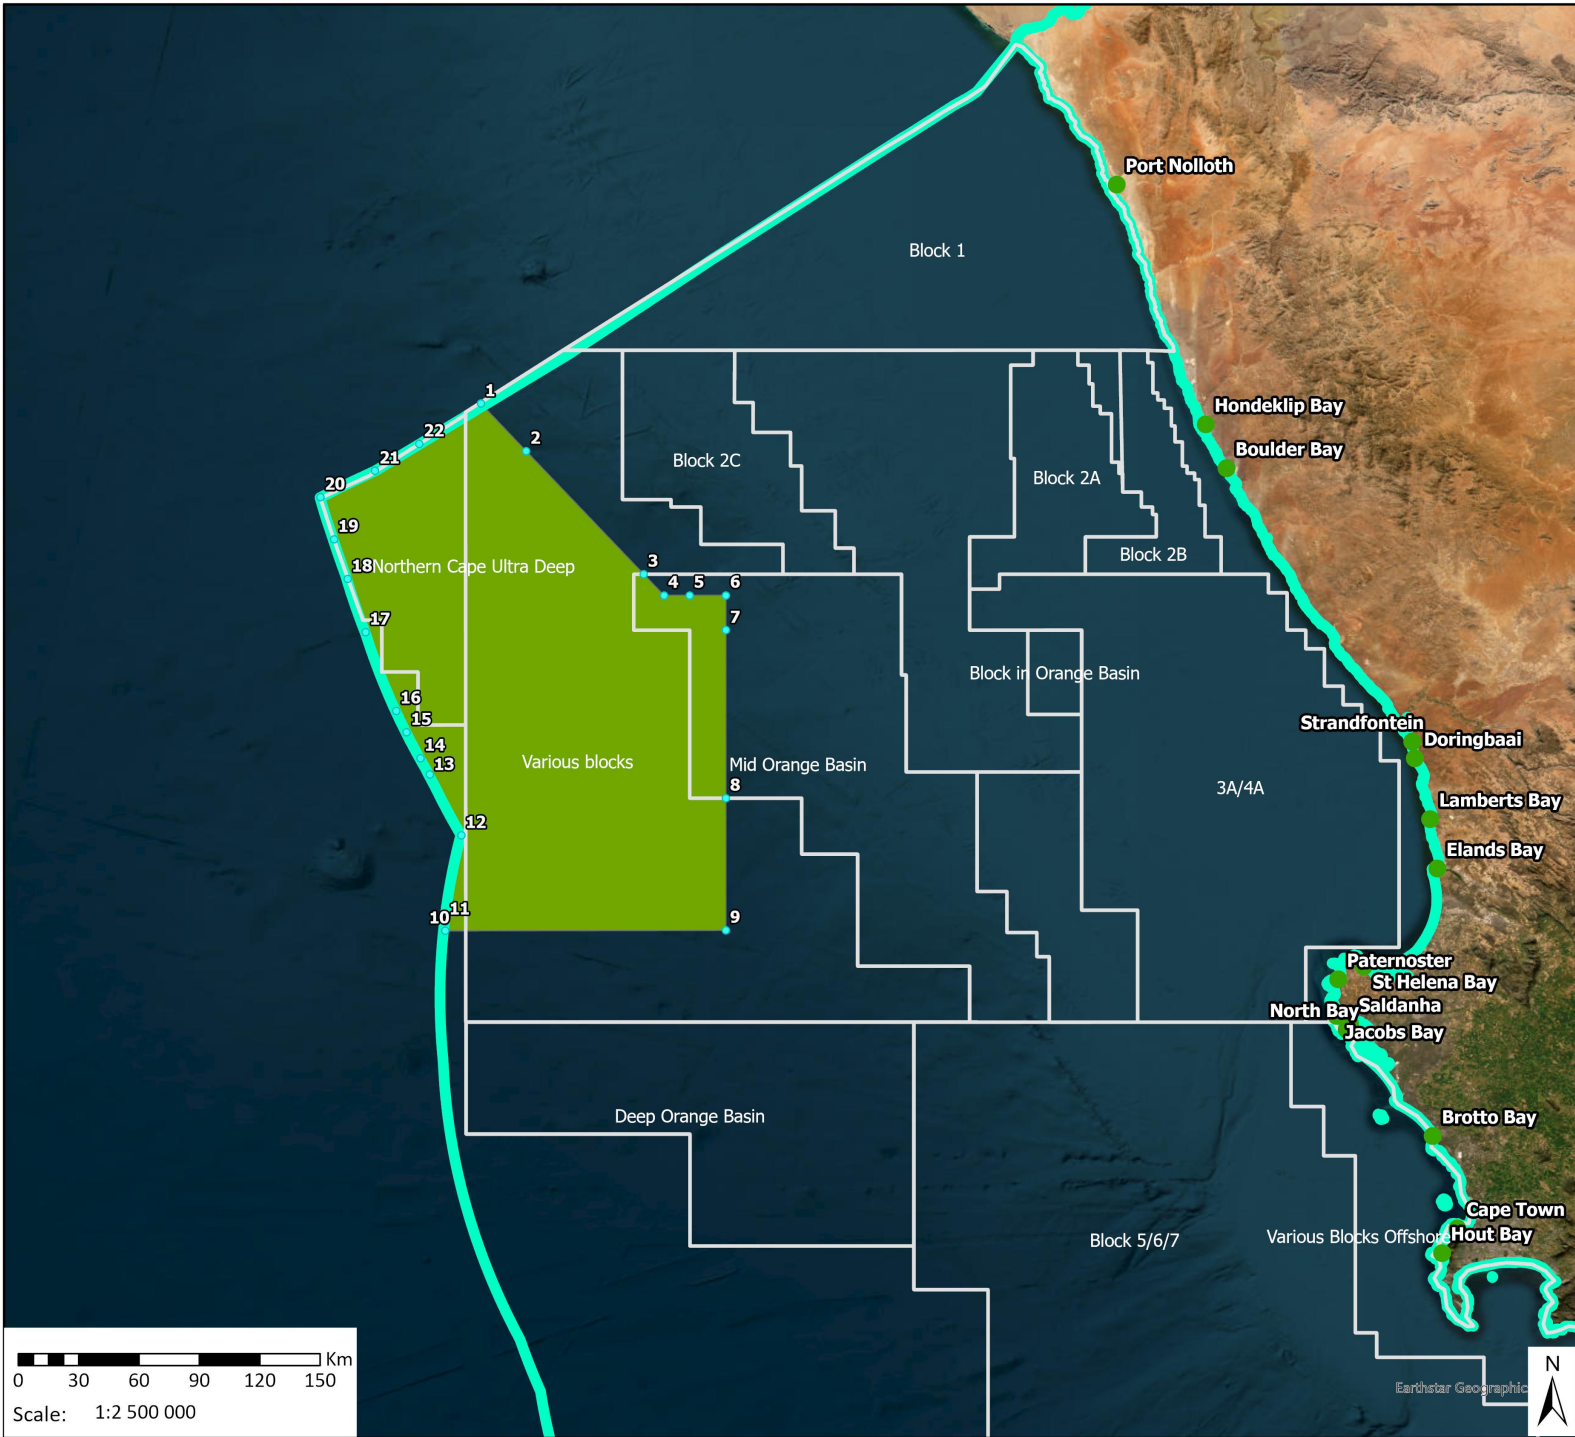 Port Nolloth
Block 1
1
Hondeklip Bay
2
22
Boulder Bay
21
Block 2C
Block 2A
20
19
Block 2B
3
18
Northern Cape Ultra Deep
4
5
6
7
17
Block in Orange Basin
16
15
Strandfontein
Doringbaai
14
Various blocks
Mid Orange Basin
13
8
3A/4A
Lamberts Bay
12
Elands Bay
11
10
9
Paternoster
St Helena Bay
North Bay
Saldanha
Jacobs Bay
Deep Orange Basin
Brotto Bay
Cape Town
Block 5/6/7
Various Blocks Offshore
Hout Bay
Km
0 30 60 90 120 150
Scale: 1:2 500 000
N
Earthstar Geographic